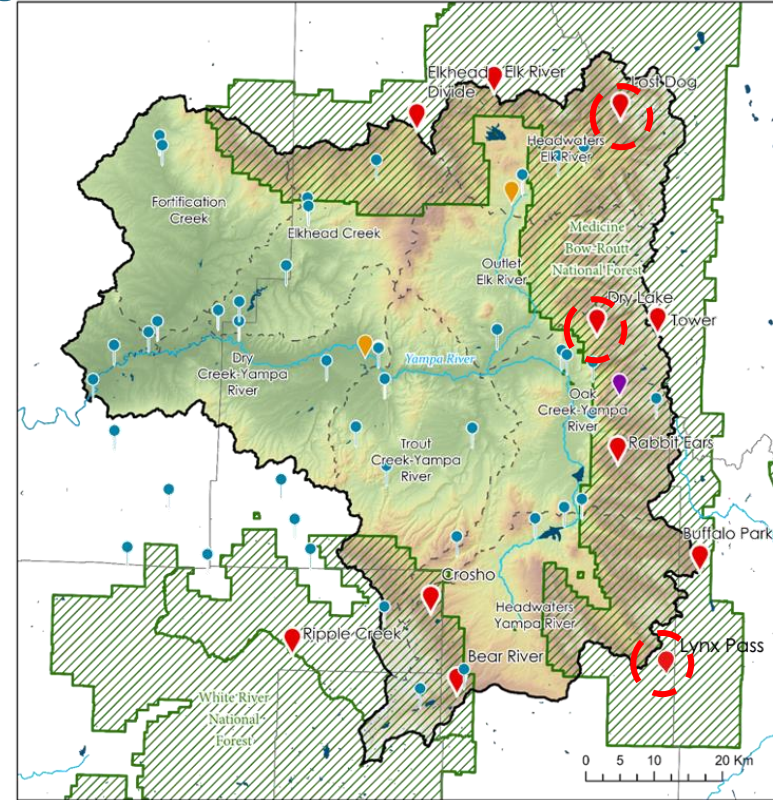 Elkhead
Divide
Elk River
Lost Dog
Headwaters
Elk River
Fortification
Creek
Elkhead Creek
Medicine
Bow-Routt
National Forest
Outlet
Elk River
Dry Lake
Tower
Yampa River
Dry
Creek-Yampa
River
Oak
Creek-Yampa
River
Trout
Creek-Yampa
River
Rabbit Ears
Buffalo Park
Crosho
Headwaters
Yampa River
Ripple Creek
Bear River
Lynx Pass
White River
National
Forest
0 5 10 20 Km